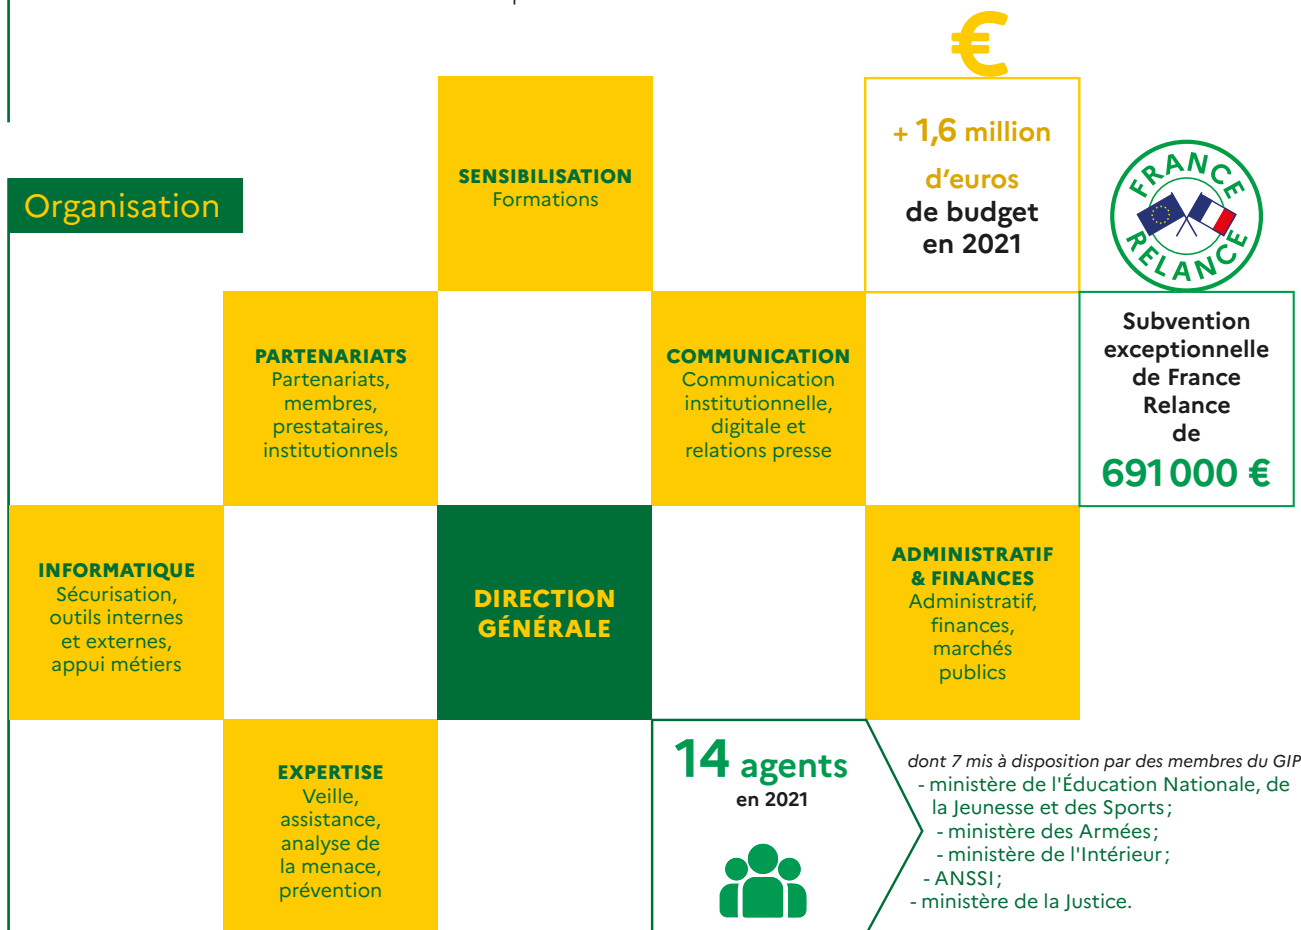 €
+ 1,6 million
d'euros
de budget
en 2021
FRANCE
RELANCE
SENSIBILISATION
Formations
Organisation
PARTENARIATS
Partenariats,
membres,
prestataires,
institutionnels
COMMUNICATION
Communication
institutionnelle,
digitale et
relations presse
Subvention
exceptionnelle
de France
Relance
de
691 000 €
INFORMATIQUE
Sécurisation,
outils internes
et externes,
appui métiers
DIRECTION
GÉNÉRALE
ADMINISTRATIF
& FINANCES
Administratif,
finances,
marchés
publics
EXPERTISE
Veille,
assistance,
analyse de
la menace,
prévention
14 agents
en 2021
dont 7 mis à disposition par des membres du GIP
- ministère de l'Éducation Nationale, de
la Jeunesse et des Sports ;
- ministère des Armées ;
- ministère de l'Intérieur ;
- ANSSI ;
- ministère de la Justice.